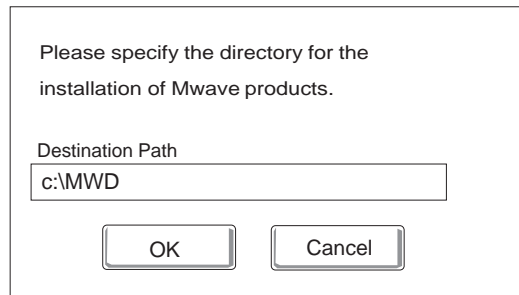 Please specify the directory for the
installation of Mwave products.
Destination Path
c:\MWD
OK
Cancel